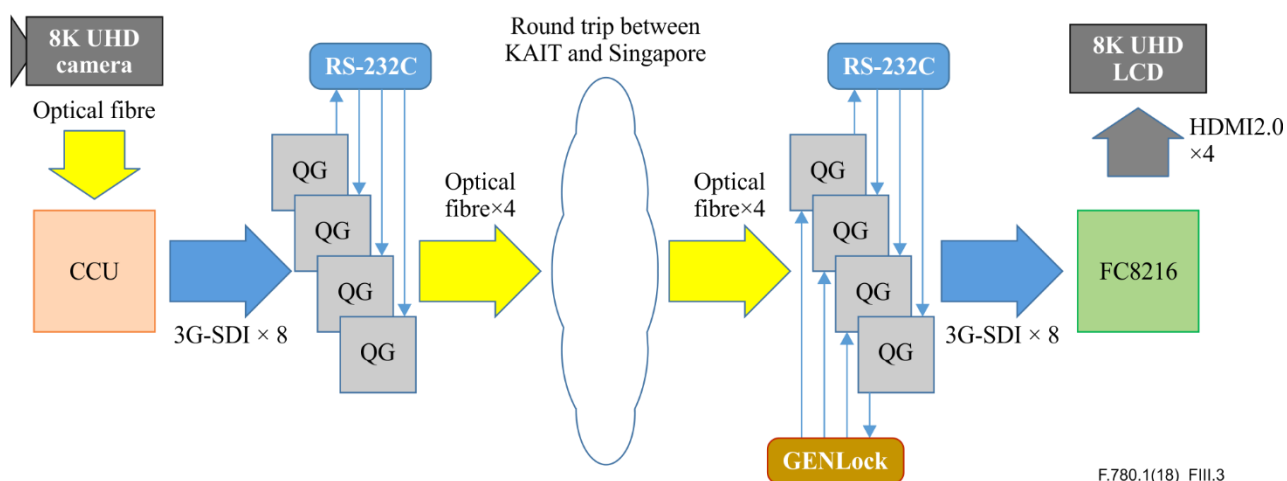 8K UHD
camera
Optical fibre
CCU
3G-SDI × 8
RS-232C
QG
QG
QG
QG
Optical
fibre×4
Round trip between
KAIT and Singapore
Optical
fibre×4
RS-232C
QG
QG
QG
QG
GENLock
3G-SDI × 8
8K UHD
LCD
HDMI2.0
×4
FC8216
F.780.1(18)_FIII.3